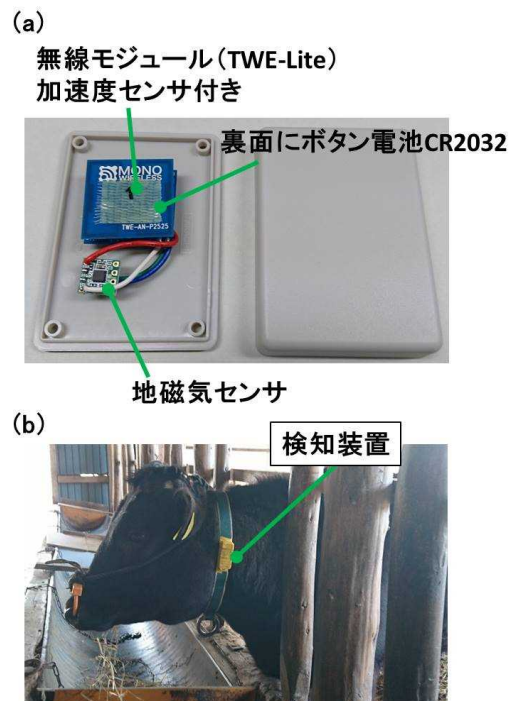 (a)
無線モジュール(TWE-Lite)
加速度センサ付き
裏面にボタン電池CR2032
MONO
WIRELESS
1
TWE-AN-P2525
地磁気センサ
(b)
検知装置